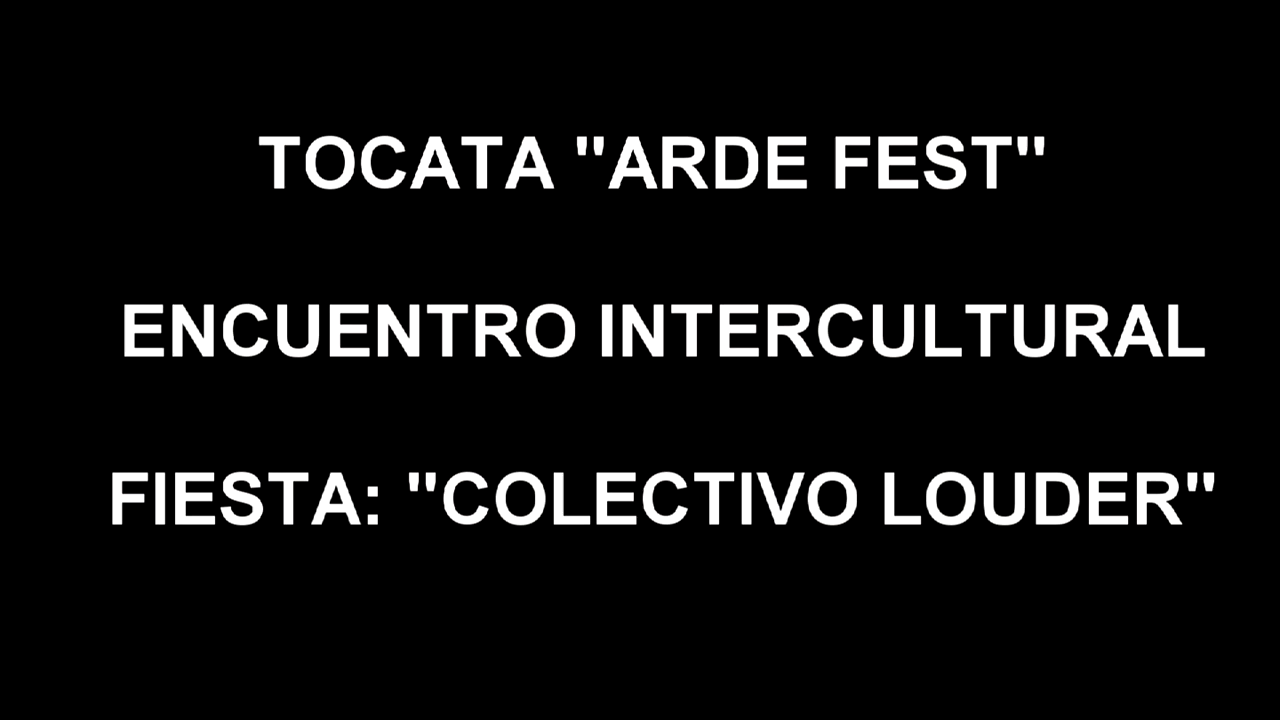 TOCATA "ARDE FEST"
ENCUENTRO INTERCULTURAL
FIESTA: "COLECTIVO LOUDER"